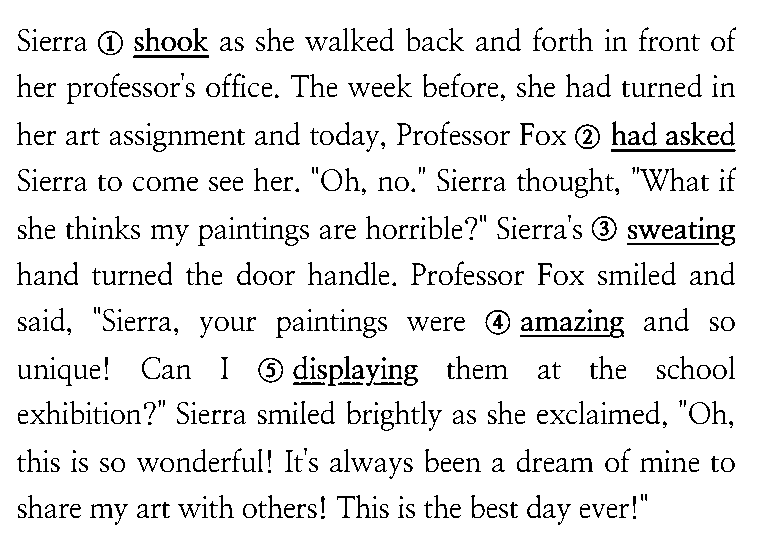 Sierra ① shook as she walked back and forth in front of
her professor's office. The week before, she had turned in
her art assignment and today, Professor Fox ② had asked
Sierra to come see her. "Oh, no." Sierra thought, "What if
she thinks my paintings are horrible?" Sierra's ③ sweating
hand turned the door handle. Professor Fox smiled and
said, "Sierra, your paintings were ④ amazing and so
unique! Can I ⑤ displaying them at the school
exhibition?" Sierra smiled brightly as she exclaimed, "Oh,
this is so wonderful! It's always been a dream of mine to
share my art with others! This is the best day ever!"